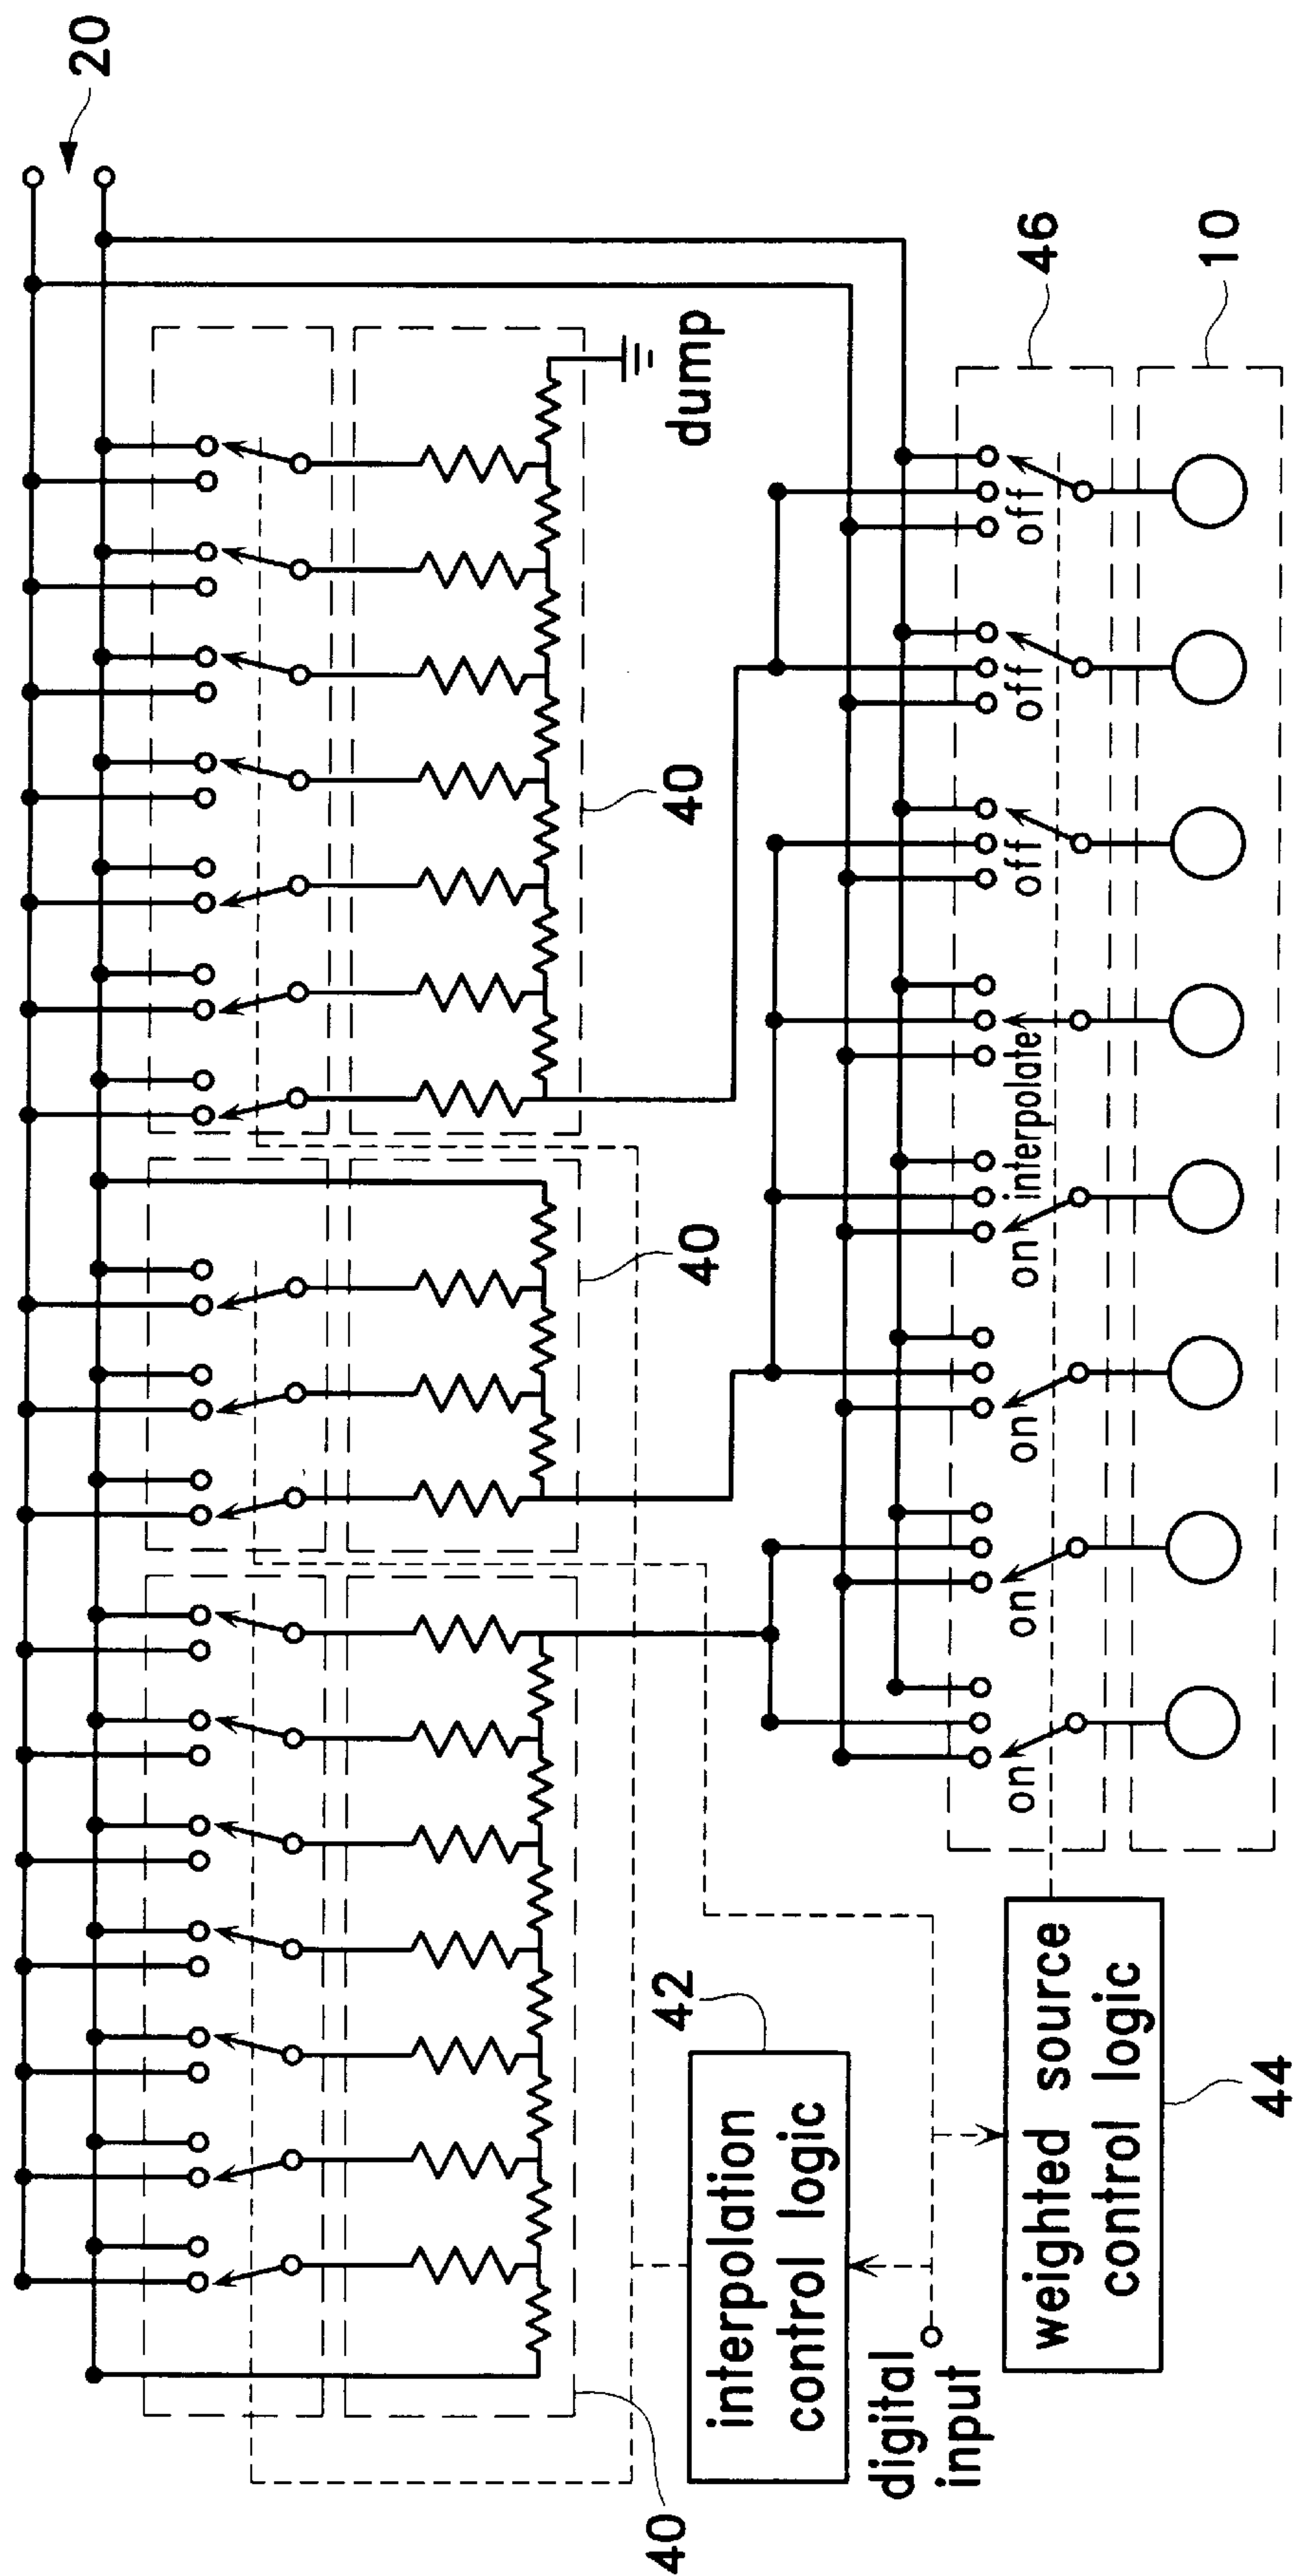 20
dump
40
40
40
46
10
off
off
off
interpolate
on
on
on
on
42
interpolation
control logic
digital
input
weighted source
control logic
44